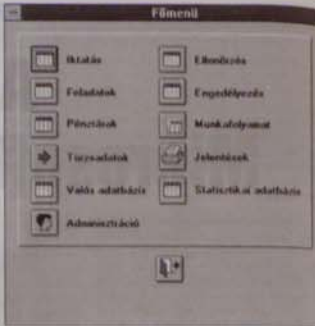 Főmenü
Iktatás
Ellenőrzés
Feladatok
Engedélyezés
Pénztárak
Munkafolyamat
Törzsadatok
Jelentések
Valós adatbázis
Statisztikai adatbázis
Adminisztráció